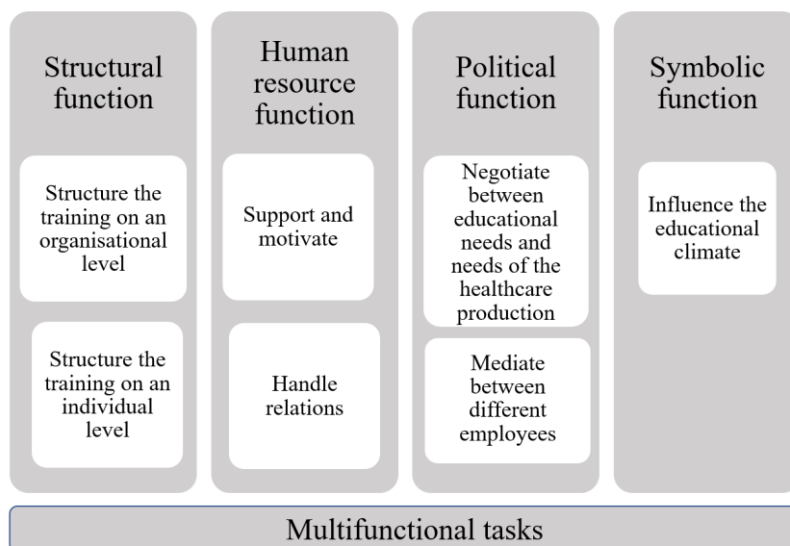 Structural
function
Structure the
training on an
organisational
level
Structure the
training on an
individual
level
Human
resource
function
Support and
motivate
Handle
relations
Political
function
Negotiate
between
educational
needs and
needs of the
healthcare
production
Mediate
between
different
employees
Symbolic
function
Influence the
educational
climate
Multifunctional tasks